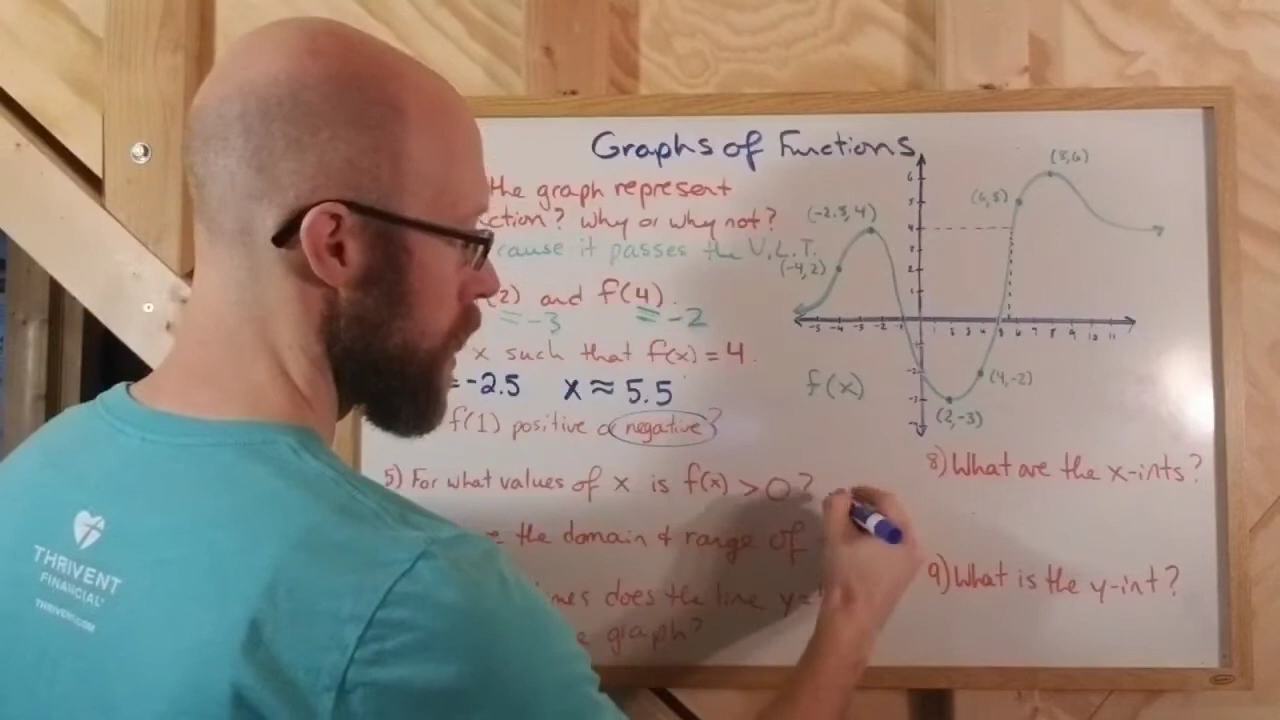 Graphs of Functions
the graph represent
ction? Why or why not?
cause it passes the V.L.T.
(2) and f(4).
=-3 =-2
x such that f(x)=4.
=-2.5 x≈5.5
f(1) positive or negative?
5) For what values of x is f(x)>0?
the domain & range of
mes does the line y=
graph?
(-2.5,4)
(-4,2)
(6,5)
(8,6)
(4,-2)
(2,-3)
f(x)
8) What are the x-ints?
9) What is the y-int?
THRIVENT
FINANCIAL
THRIVENT.COM